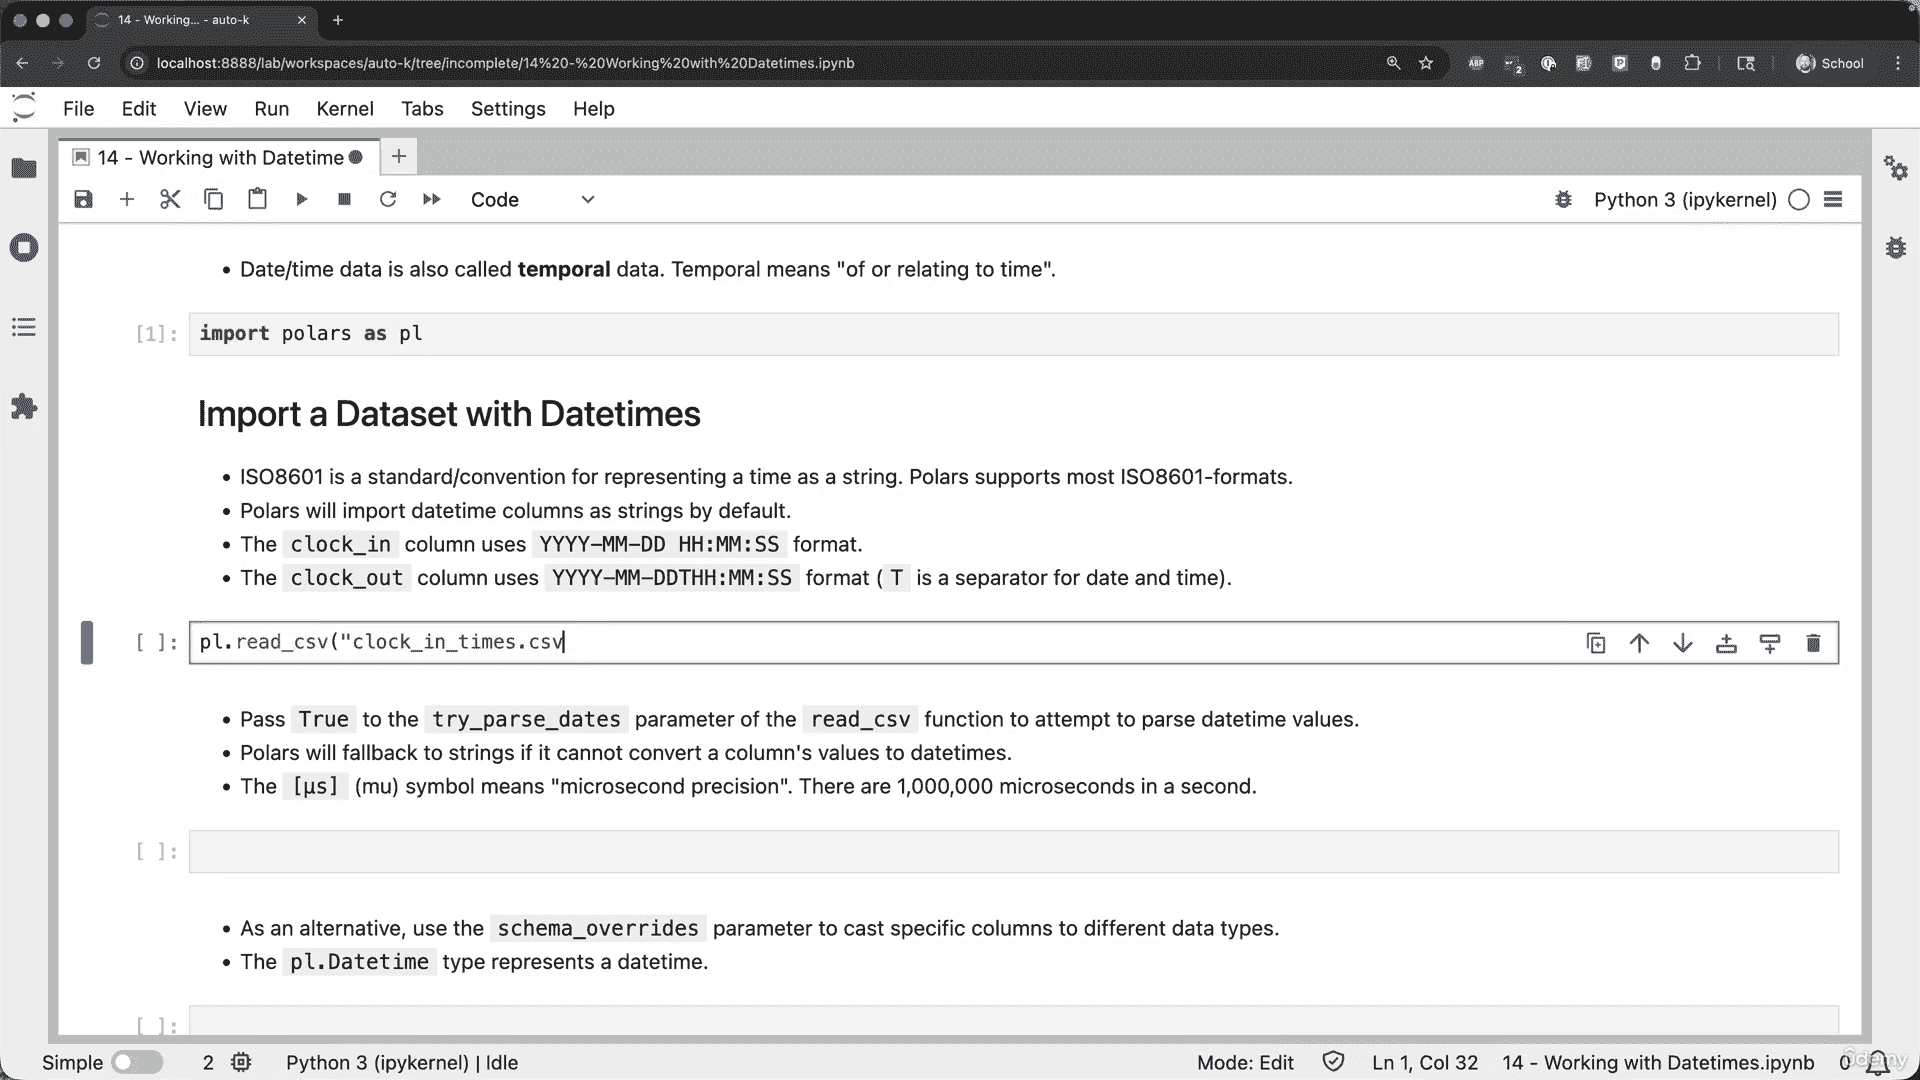 14 - Working... - auto-k
localhost:8888/lab/workspaces/auto-k/tree/incomplete/14%20-%20Working%20with%20Datetimes.ipynb
ABP
2
School
File Edit View Run Kernel Tabs Settings Help
14 - Working with Datetime
Code
Python 3 (ipykernel)
• Date/time data is also called temporal data. Temporal means "of or relating to time".
[1]: import polars as pl
Import a Dataset with Datetimes
• ISO8601 is a standard/convention for representing a time as a string. Polars supports most ISO8601-formats.
• Polars will import datetime columns as strings by default.
• The clock_in column uses YYYY-MM-DD HH:MM:SS format.
• The clock_out column uses YYYY-MM-DDTHH:MM:SS format ( T is a separator for date and time).
[ ]: pl.read_csv("clock_in_times.csv
• Pass True to the try_parse_dates parameter of the read_csv function to attempt to parse datetime values.
• Polars will fallback to strings if it cannot convert a column's values to datetimes.
• The [μs] (mu) symbol means "microsecond precision". There are 1,000,000 microseconds in a second.
[ ]:
• As an alternative, use the schema_overrides parameter to cast specific columns to different data types.
• The pl.Datetime type represents a datetime.
[ ]:
Simple 2 Python 3 (ipykernel) | Idle Mode: Edit Ln 1, Col 32 14 - Working with Datetimes.ipynb 0
ûdemy